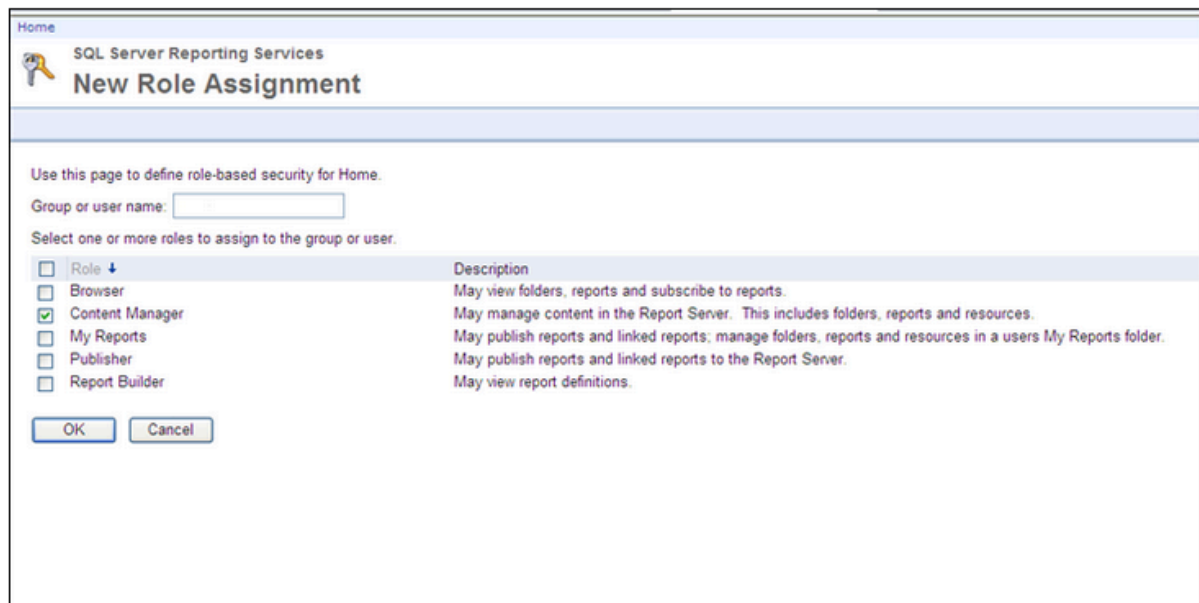 Home
SQL Server Reporting Services
New Role Assignment
Use this page to define role-based security for Home.
Group or user name:
Select one or more roles to assign to the group or user.
Role ↓ Description
Browser May view folders, reports and subscribe to reports.
Content Manager May manage content in the Report Server. This includes folders, reports and resources.
My Reports May publish reports and linked reports; manage folders, reports and resources in a users My Reports folder.
Publisher May publish reports and linked reports to the Report Server.
Report Builder May view report definitions.
OK Cancel